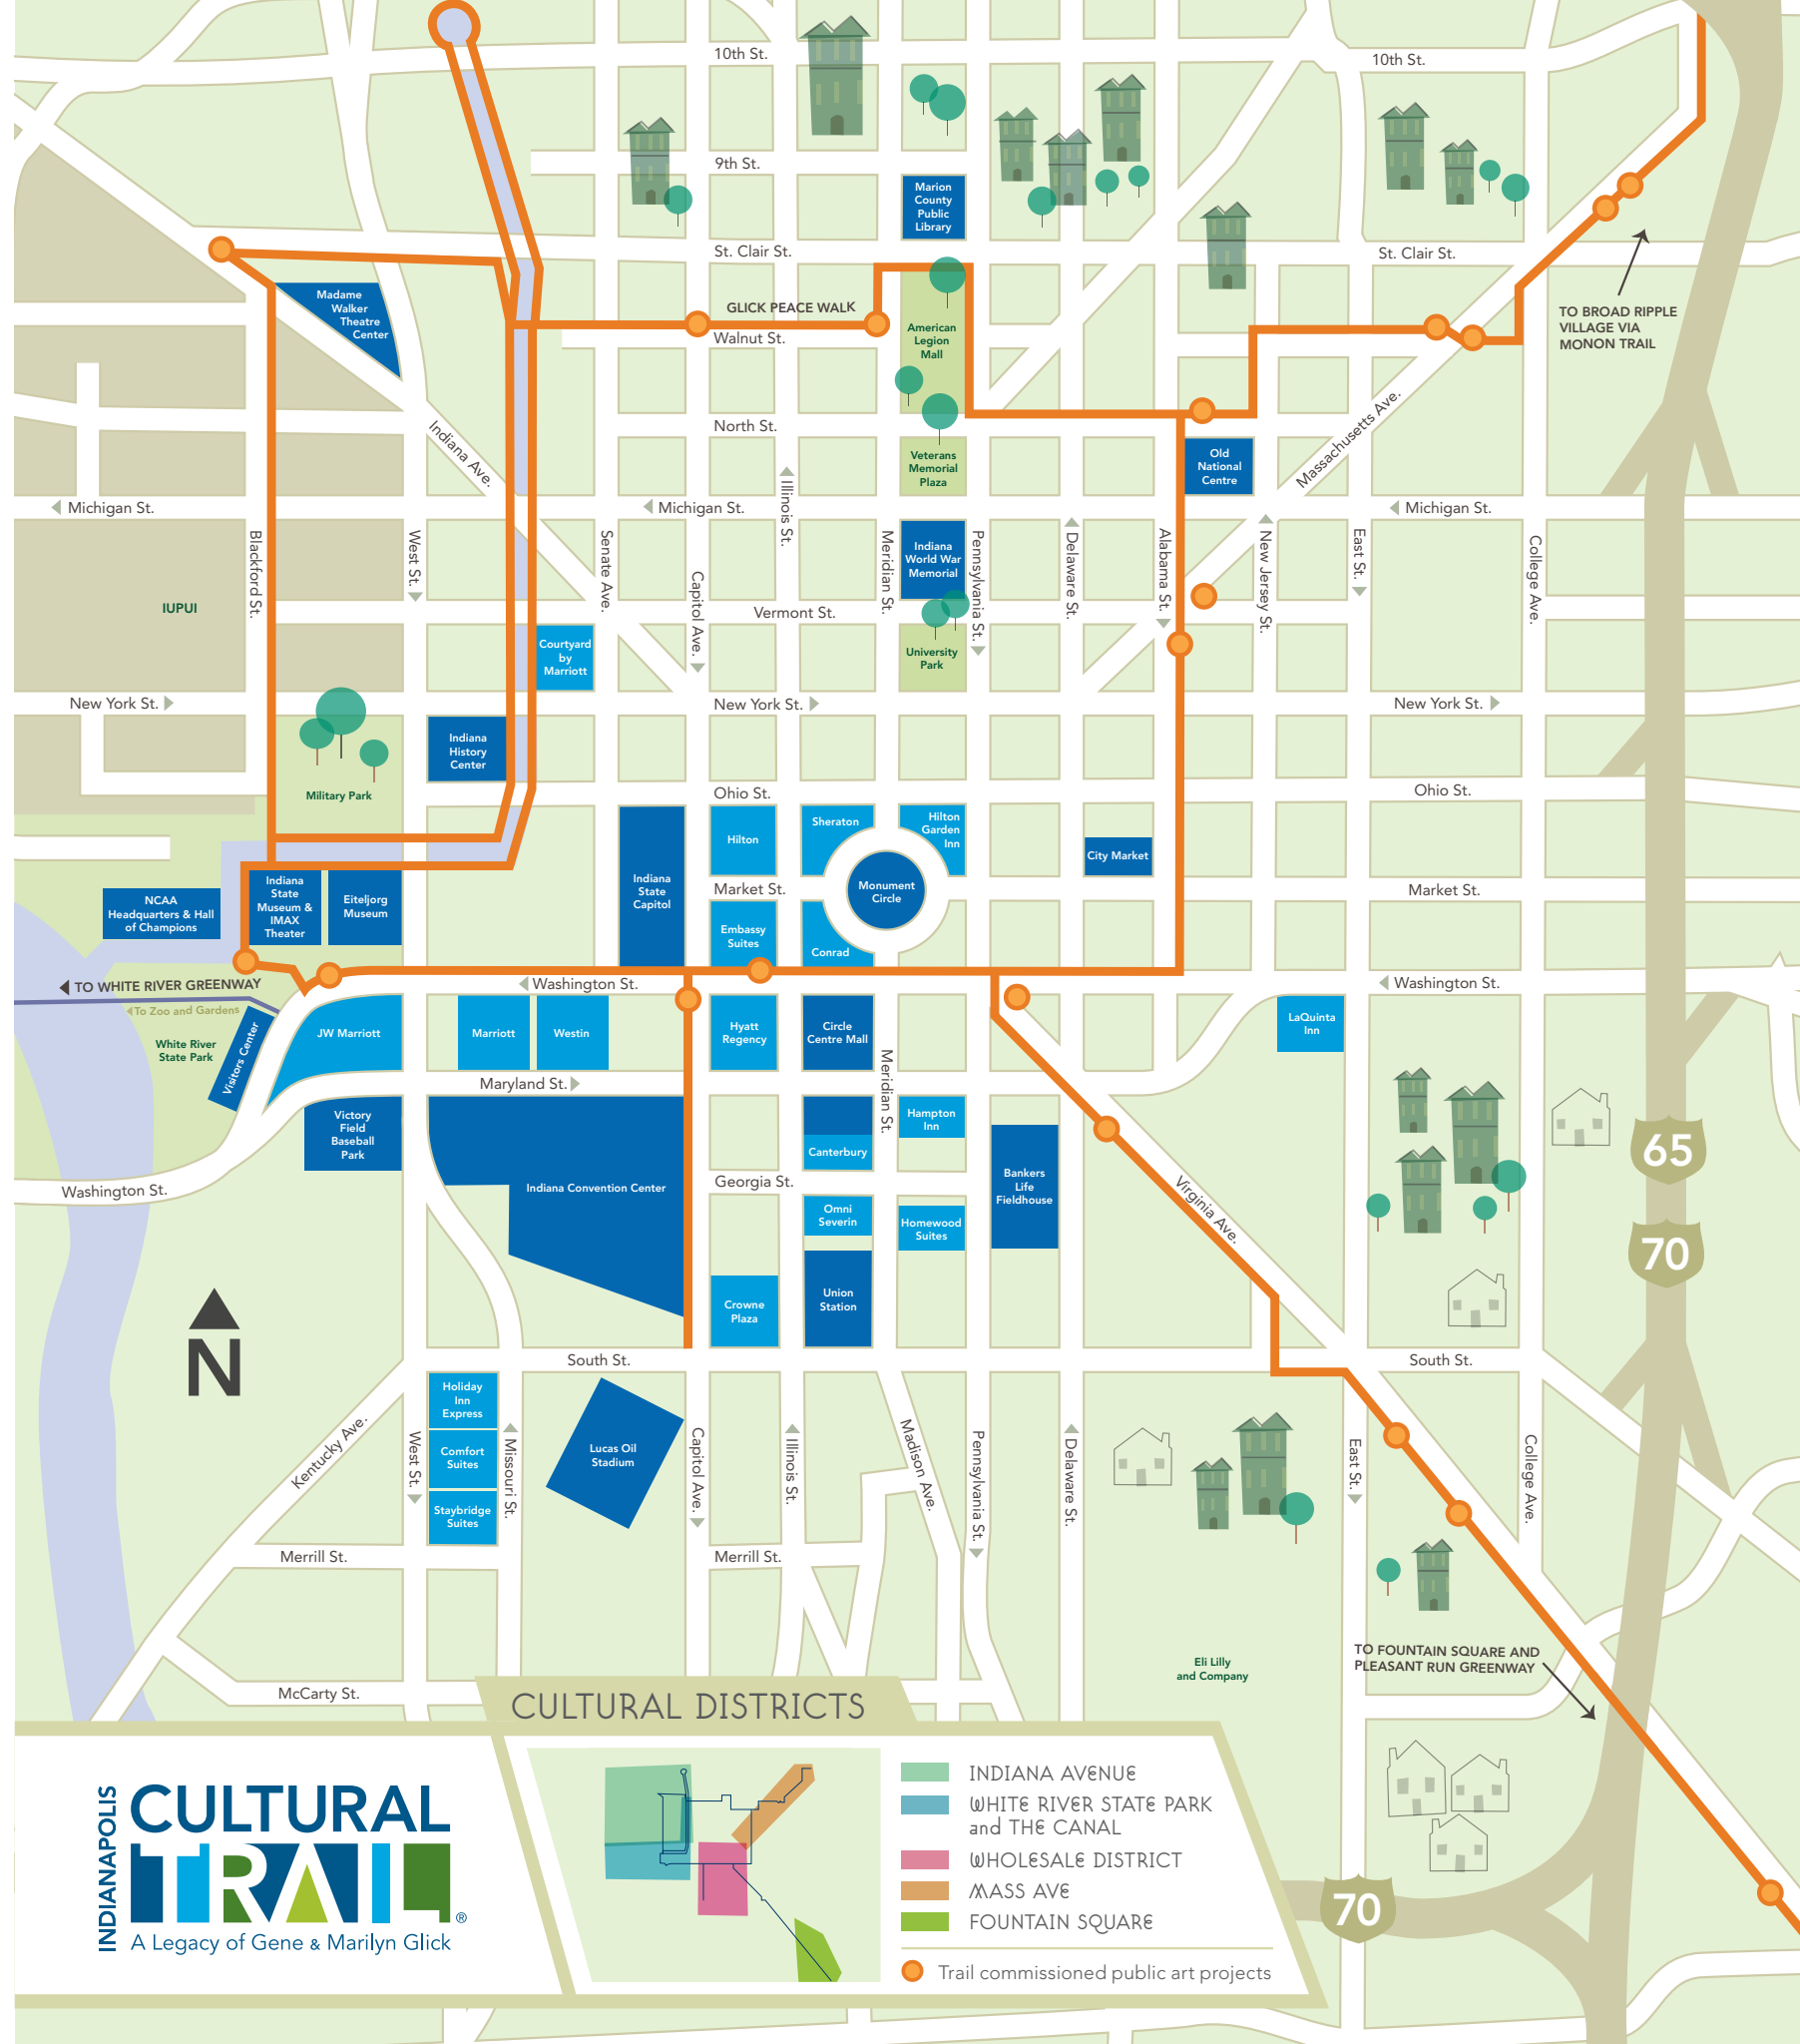 10th St.
10th St.
9th St.
Marion
County
Public
Library
St. Clair St.
St. Clair St.
Madame
Walker
Theatre
Center
GLICK PEACE WALK
Walnut St.
American
Legion
Mall
TO BROAD RIPPLE
VILLAGE VIA
MONON TRAIL
Indiana Ave.
North St.
Massachusetts Ave.
Veterans
Memorial
Plaza
Old
National
Centre
Michigan St.
Michigan St.
Michigan St.
Illinois St.
Blackford St.
West St.
Senate Ave.
Capitol Ave.
Meridian St.
Indiana
World War
Memorial
Pennsylvania St.
Delaware St.
Alabama St.
New Jersey St.
East St.
College Ave.
IUPUI
Vermont St.
Courtyard
by
Marriott
University
Park
New York St.
New York St.
New York St.
Indiana
History
Center
Military Park
Ohio St.
Ohio St.
Hilton
Sheraton
Hilton
Garden
Inn
City Market
Indiana
State
Capitol
Market St.
Market St.
Monument
Circle
NCAA
Headquarters & Hall
of Champions
Indiana
State
Museum &
IMAX
Theater
Eiteljorg
Museum
Embassy
Suites
Conrad
TO WHITE RIVER GREENWAY
Washington St.
Washington St.
To Zoo and Gardens
White River
State Park
Visitors Center
JW Marriott
Marriott
Westin
Hyatt
Regency
Circle
Centre Mall
LaQuinta
Inn
Meridian St.
Maryland St.
Victory
Field
Baseball
Park
Hampton
Inn
Canterbury
65
Washington St.
Indiana Convention Center
Georgia St.
Bankers
Life
Fieldhouse
Virginia Ave.
Omni
Severin
Homewood
Suites
70
Crowne
Plaza
Union
Station
N
South St.
South St.
Holiday
Inn
Express
Comfort
Suites
Staybridge
Suites
Kentucky Ave.
West St.
Missouri St.
Lucas Oil
Stadium
Capitol Ave.
Illinois St.
Madison Ave.
Pennsylvania St.
Delaware St.
East St.
College Ave.
Merrill St.
Merrill St.
Eli Lilly
and Company
TO FOUNTAIN SQUARE AND
PLEASANT RUN GREENWAY
McCarty St.
CULTURAL DISTRICTS
INDIANAPOLIS
CULTURAL
TRAIL®
A Legacy of Gene & Marilyn Glick
INDIANA AVENUE
WHITE RIVER STATE PARK
and THE CANAL
WHOLESALE DISTRICT
MASS AVE
FOUNTAIN SQUARE
Trail commissioned public art projects
70